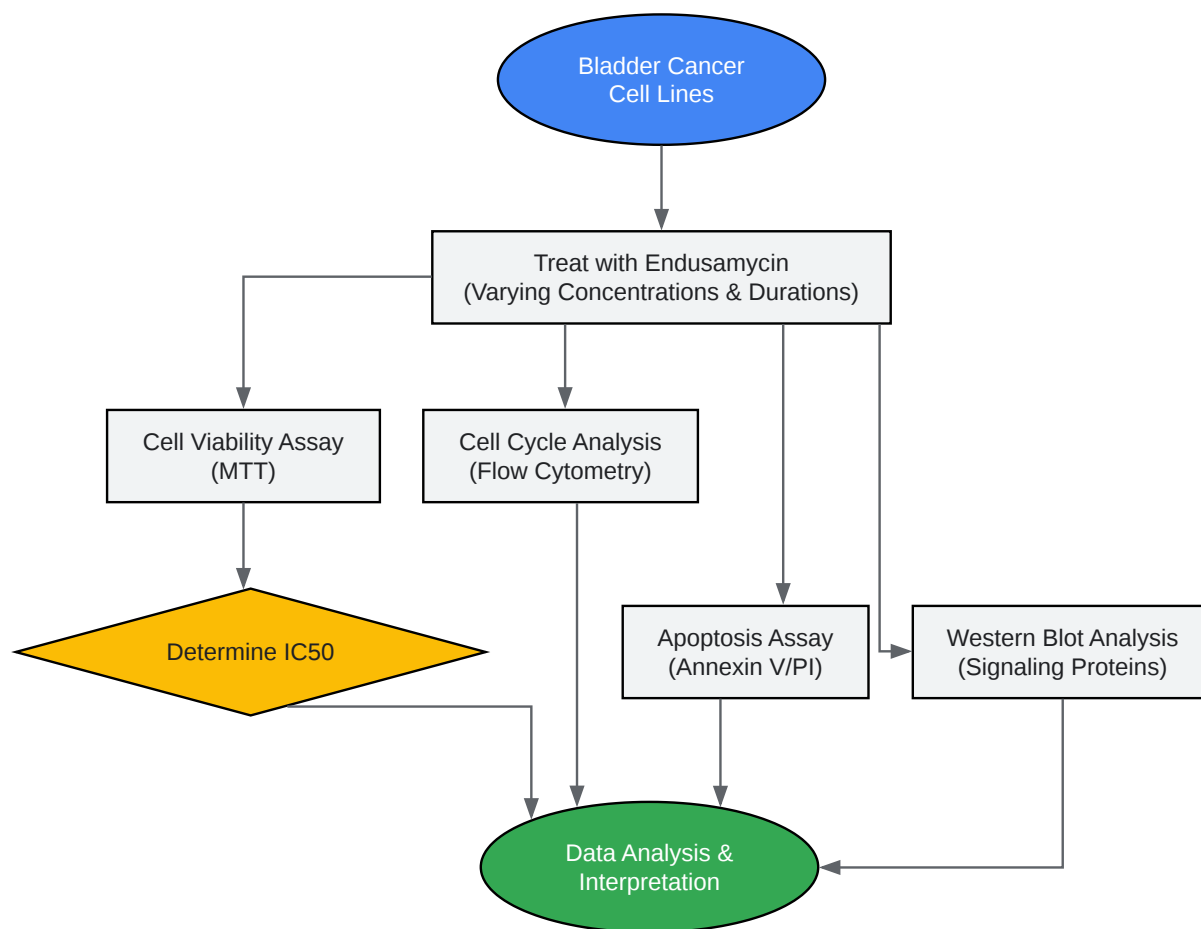 Bladder Cancer
Cell Lines
Treat with Endusamycin
(Varying Concentrations & Durations)
Cell Viability Assay
(MTT)
Cell Cycle Analysis
(Flow Cytometry)
Determine IC50
Apoptosis Assay
(Annexin V/PI)
Western Blot Analysis
(Signaling Proteins)
Data Analysis &
Interpretation